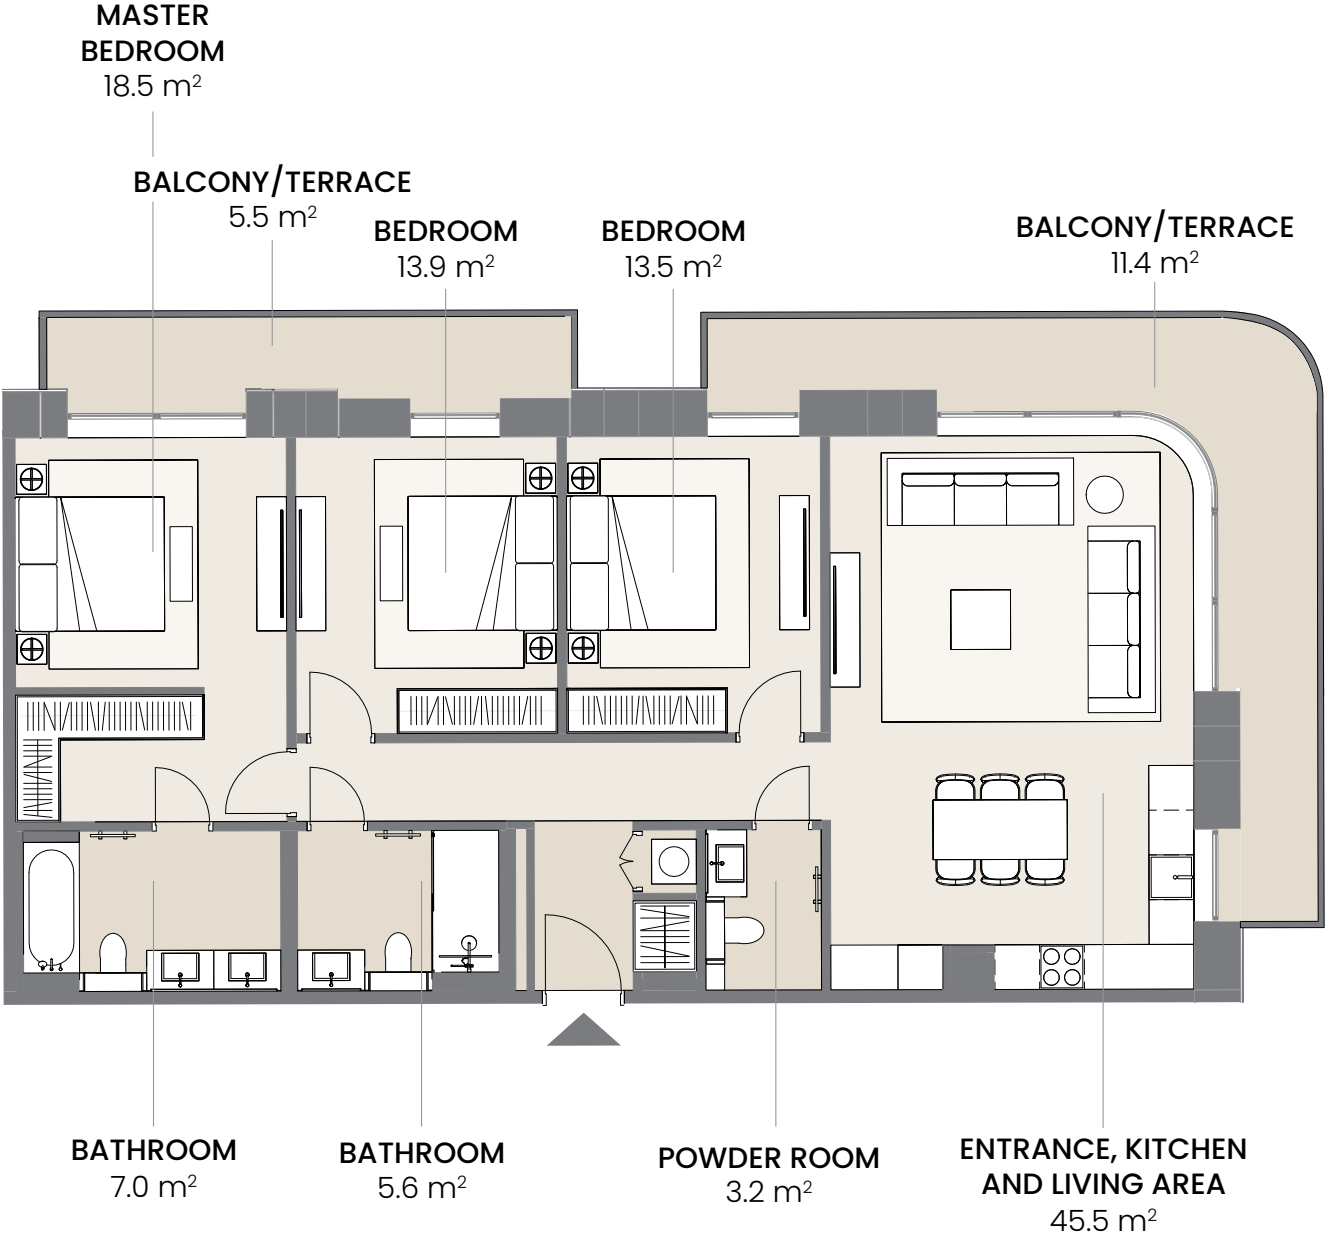 MASTER
BEDROOM
18.5 m²
BALCONY/TERRACE
5.5 m²
BEDROOM
13.9 m²
BEDROOM
13.5 m²
BALCONY/TERRACE
11.4 m²
BATHROOM
7.0 m²
BATHROOM
5.6 m²
POWDER ROOM
3.2 m²
ENTRANCE, KITCHEN
AND LIVING AREA
45.5 m²